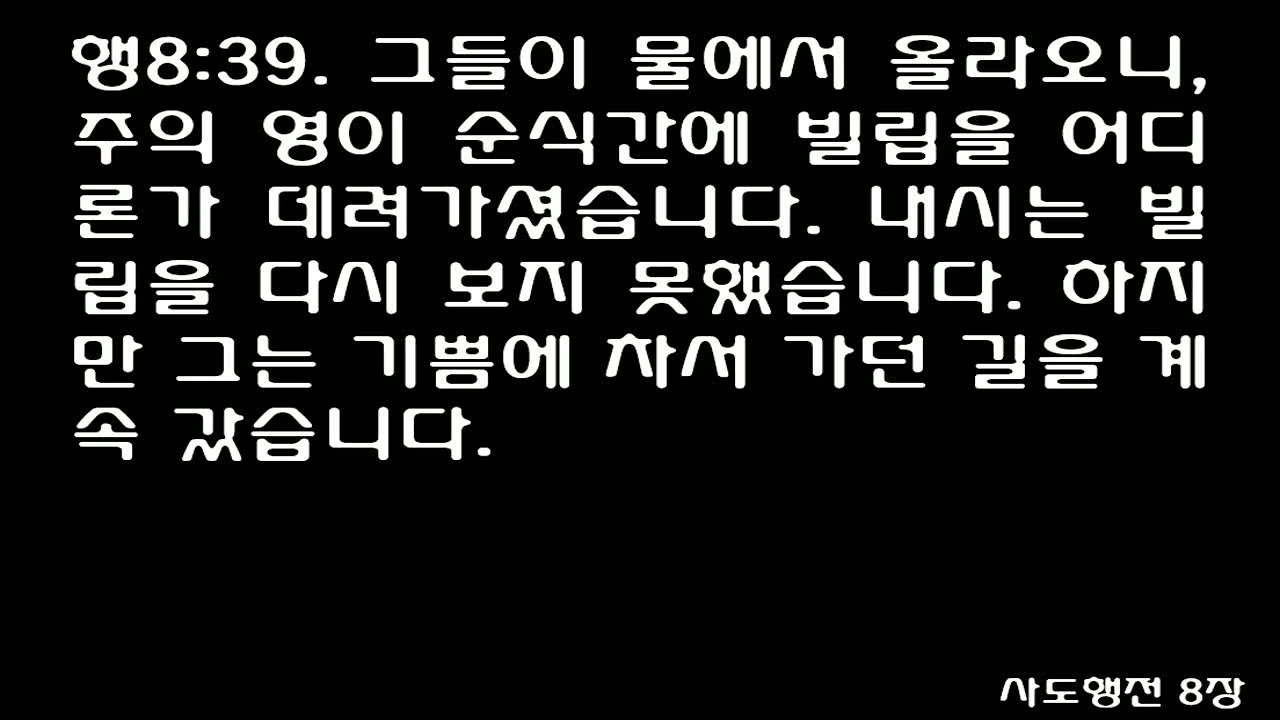 행8:39. 그들이 물에서 올라오니,
주의 영이 순식간에 빌립을 어디
론가 데려가셨습니다. 내시는 빌
립을 다시 보지 못했습니다. 하지
만 그는 기쁨에 차서 가던 길을 계
속 갔습니다.
사도행전 8장